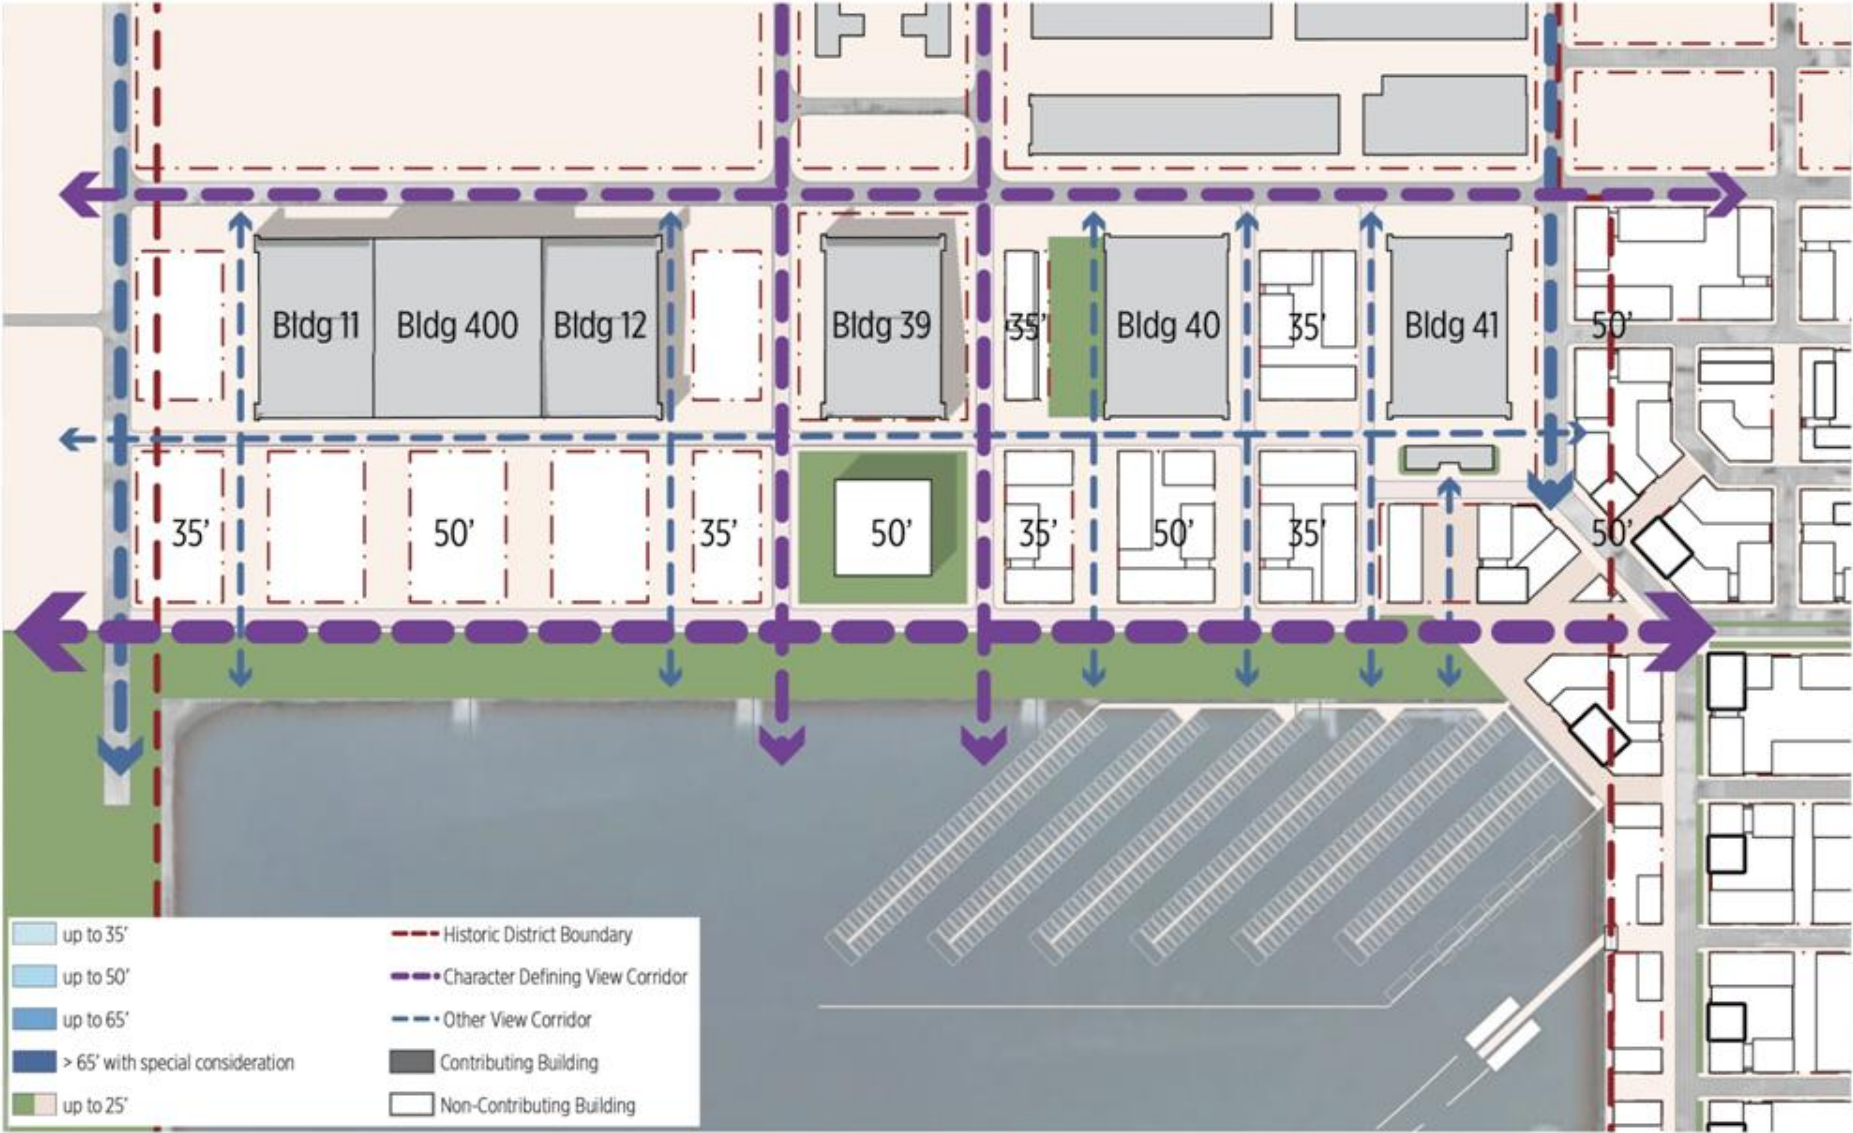 Bldg 11
Bldg 400
Bldg 12
Bldg 39
35'
Bldg 40
35'
Bldg 41
50'
35'
50'
35'
50'
35'
50'
35'
50'
up to 35'
up to 50'
up to 65'
> 65' with special consideration
up to 25'
Historic District Boundary
Character Defining View Corridor
Other View Corridor
Contributing Building
Non-Contributing Building